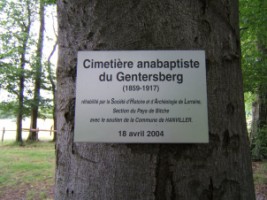 Cimetière anabaptiste
du Gentersberg
(1859-1917)
réhabilité par la Société d'Histoire et d'Archéologie de Lorraine,
Section du Pays de Bitche
avec le soutien de la Commune de HANVILLER
18 avril 2004